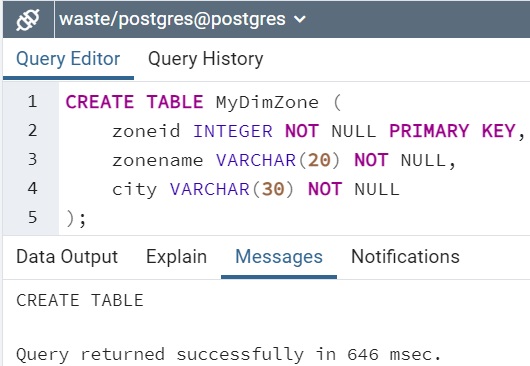 waste/postgres@postgres
Query Editor Query History
1 CREATE TABLE MyDimZone (
2 zoneid INTEGER NOT NULL PRIMARY KEY,
3 zonename VARCHAR(20) NOT NULL,
4 city VARCHAR(30) NOT NULL
5 );
Data Output Explain Messages Notifications
CREATE TABLE
Query returned successfully in 646 msec.